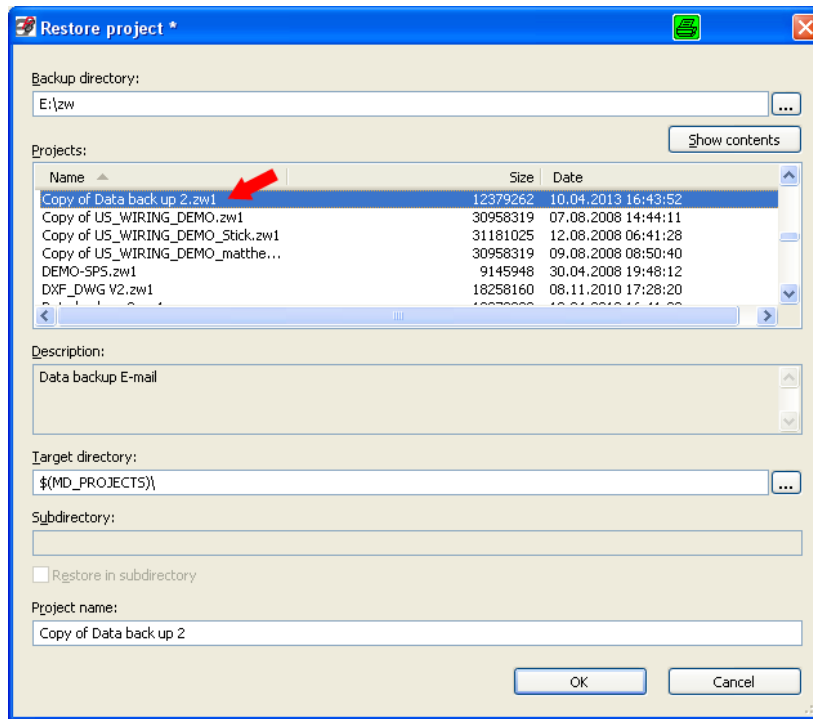 Restore project *
Backup directory:
E:\zw
...
Show contents
Projects:
Name Size Date
Copy of Data back up 2.zw1 12379262 10.04.2013 16:43:52
Copy of US_WIRING_DEMO.zw1 30958319 07.08.2008 14:44:11
Copy of US_WIRING_DEMO_Stick.zw1 31181025 12.08.2008 06:41:28
Copy of US_WIRING_DEMO_matthe... 30958319 09.08.2008 08:50:40
DEMO-SPS.zw1 9145948 30.04.2008 19:48:12
DXF_DWG V2.zw1 18258160 08.11.2010 17:28:20
Description:
Data backup E-mail
Target directory:
$(MD_PROJECTS)\
...
Subdirectory:
Restore in subdirectory
Project name:
Copy of Data back up 2
OK Cancel